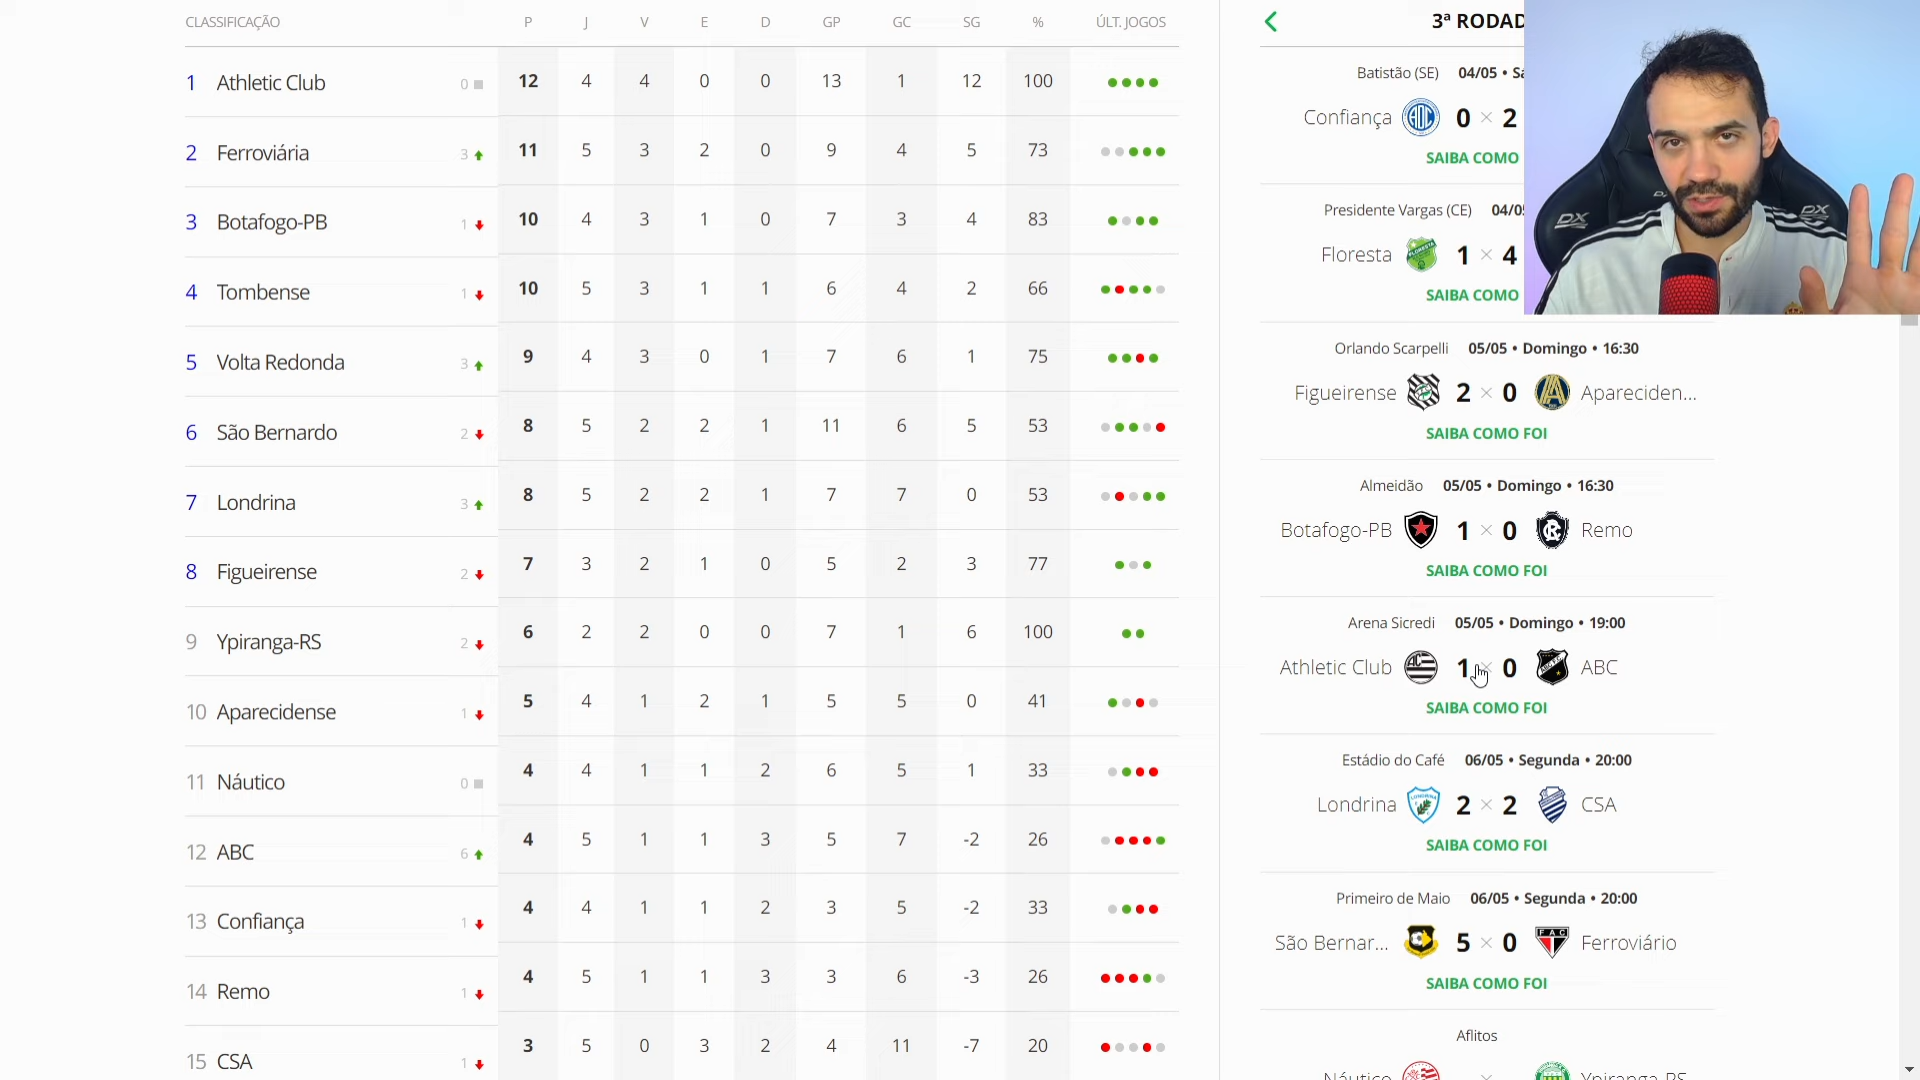 CLASSIFICAÇÃO P J V E D GP GC SG % ÚLT. JOGOS
1 Athletic Club 0 12 4 4 0 0 13 1 12 100
2 Ferroviária 3 11 5 3 2 0 9 4 5 73
3 Botafogo-PB 1 10 4 3 1 0 7 3 4 83
4 Tombense 1 10 5 3 1 1 6 4 2 66
5 Volta Redonda 3 9 4 3 0 1 7 6 1 75
6 São Bernardo 2 8 5 2 2 1 11 6 5 53
7 Londrina 3 8 5 2 2 1 7 7 0 53
8 Figueirense 2 7 3 2 1 0 5 2 3 77
9 Ypiranga-RS 2 6 2 2 0 0 7 1 6 100
10 Aparecidense 1 5 4 1 2 1 5 5 0 41
11 Náutico 0 4 4 1 1 2 6 5 1 33
12 ABC 6 4 5 1 1 3 5 7 -2 26
13 Confiança 1 4 4 1 1 2 3 5 -2 33
14 Remo 1 4 5 1 1 3 3 6 -3 26
15 CSA 1 3 5 0 3 2 4 11 -7 20
3ª RODAD
Batistão (SE) 04/05 • Sá
Confiança 0 × 2
SAIBA COMO
Presidente Vargas (CE) 04/05
Floresta 1 × 4
SAIBA COMO
Orlando Scarpelli 05/05 • Domingo • 16:30
Figueirense 2 × 0 Apareciden...
SAIBA COMO FOI
Almeidão 05/05 • Domingo • 16:30
Botafogo-PB 1 × 0 Remo
SAIBA COMO FOI
Arena Sicredi 05/05 • Domingo • 19:00
Athletic Club 1 × 0 ABC
SAIBA COMO FOI
Estádio do Café 06/05 • Segunda • 20:00
Londrina 2 × 2 CSA
SAIBA COMO FOI
Primeiro de Maio 06/05 • Segunda • 20:00
São Bernar... 5 × 0 Ferroviário
SAIBA COMO FOI
Aflitos
Náutico × Ypiranga-RS
DX DX